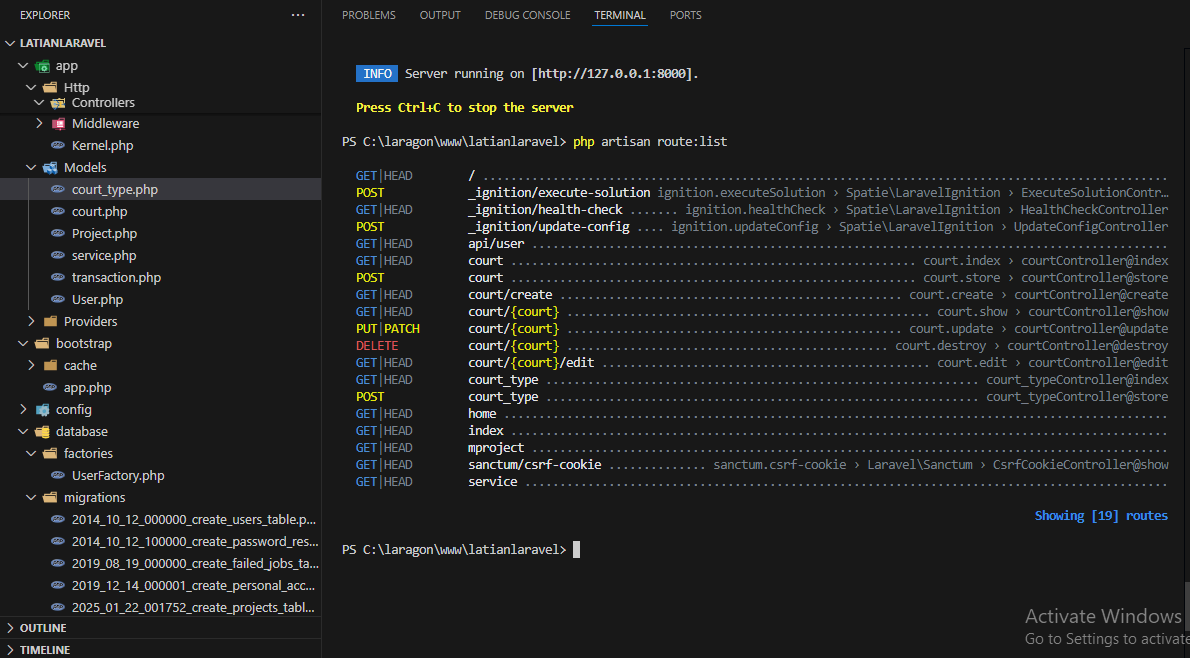 EXPLORER
...
LATIANLARAVEL
app
Http
Controllers
Middleware
Kernel.php
Models
court_type.php
court.php
Project.php
service.php
transaction.php
User.php
Providers
bootstrap
cache
app.php
config
database
factories
UserFactory.php
migrations
2014_10_12_000000_create_users_table.p...
2014_10_12_100000_create_password_res...
2019_08_19_000000_create_failed_jobs_ta...
2019_12_14_000001_create_personal_acc...
2025_01_22_001752_create_projects_tabl...
OUTLINE
TIMELINE
PROBLEMS OUTPUT DEBUG CONSOLE TERMINAL PORTS
INFO Server running on [http://127.0.0.1:8000].
Press Ctrl+C to stop the server
PS C:\laragon\www\latianlaravel> php artisan route:list
GET|HEAD / ..................................................................................................
POST _ignition/execute-solution ignition.executeSolution › Spatie\LaravelIgnition › ExecuteSolutionContr…
GET|HEAD _ignition/health-check ....... ignition.healthCheck › Spatie\LaravelIgnition › HealthCheckController
POST _ignition/update-config .... ignition.updateConfig › Spatie\LaravelIgnition › UpdateConfigController
GET|HEAD api/user ...........................................................................................
GET|HEAD court .......................................................... court.index › courtController@index
POST court .......................................................... court.store › courtController@store
GET|HEAD court/create .................................................. court.create › courtController@create
GET|HEAD court/{court} .................................................... court.show › courtController@show
PUT|PATCH court/{court} ................................................ court.update › courtController@update
DELETE court/{court} .............................................. court.destroy › courtController@destroy
GET|HEAD court/{court}/edit ............................................... court.edit › courtController@edit
GET|HEAD court_type ............................................................... court_typeController@index
POST court_type ............................................................... court_typeController@store
GET|HEAD home ...............................................................................................
GET|HEAD index ..............................................................................................
GET|HEAD mproject ...........................................................................................
GET|HEAD sanctum/csrf-cookie .............. sanctum.csrf-cookie › Laravel\Sanctum › CsrfCookieController@show
GET|HEAD service ............................................................................................
Showing [19] routes
PS C:\laragon\www\latianlaravel>
Activate Windows
Go to Settings to activate